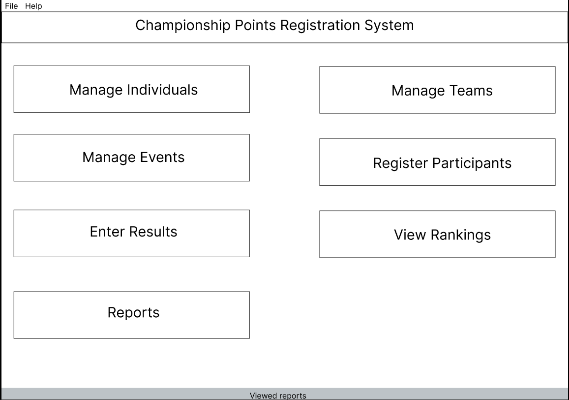 File Help
Championship Points Registration System
Manage Individuals
Manage Teams
Manage Events
Register Participants
Enter Results
View Rankings
Reports
Viewed reports